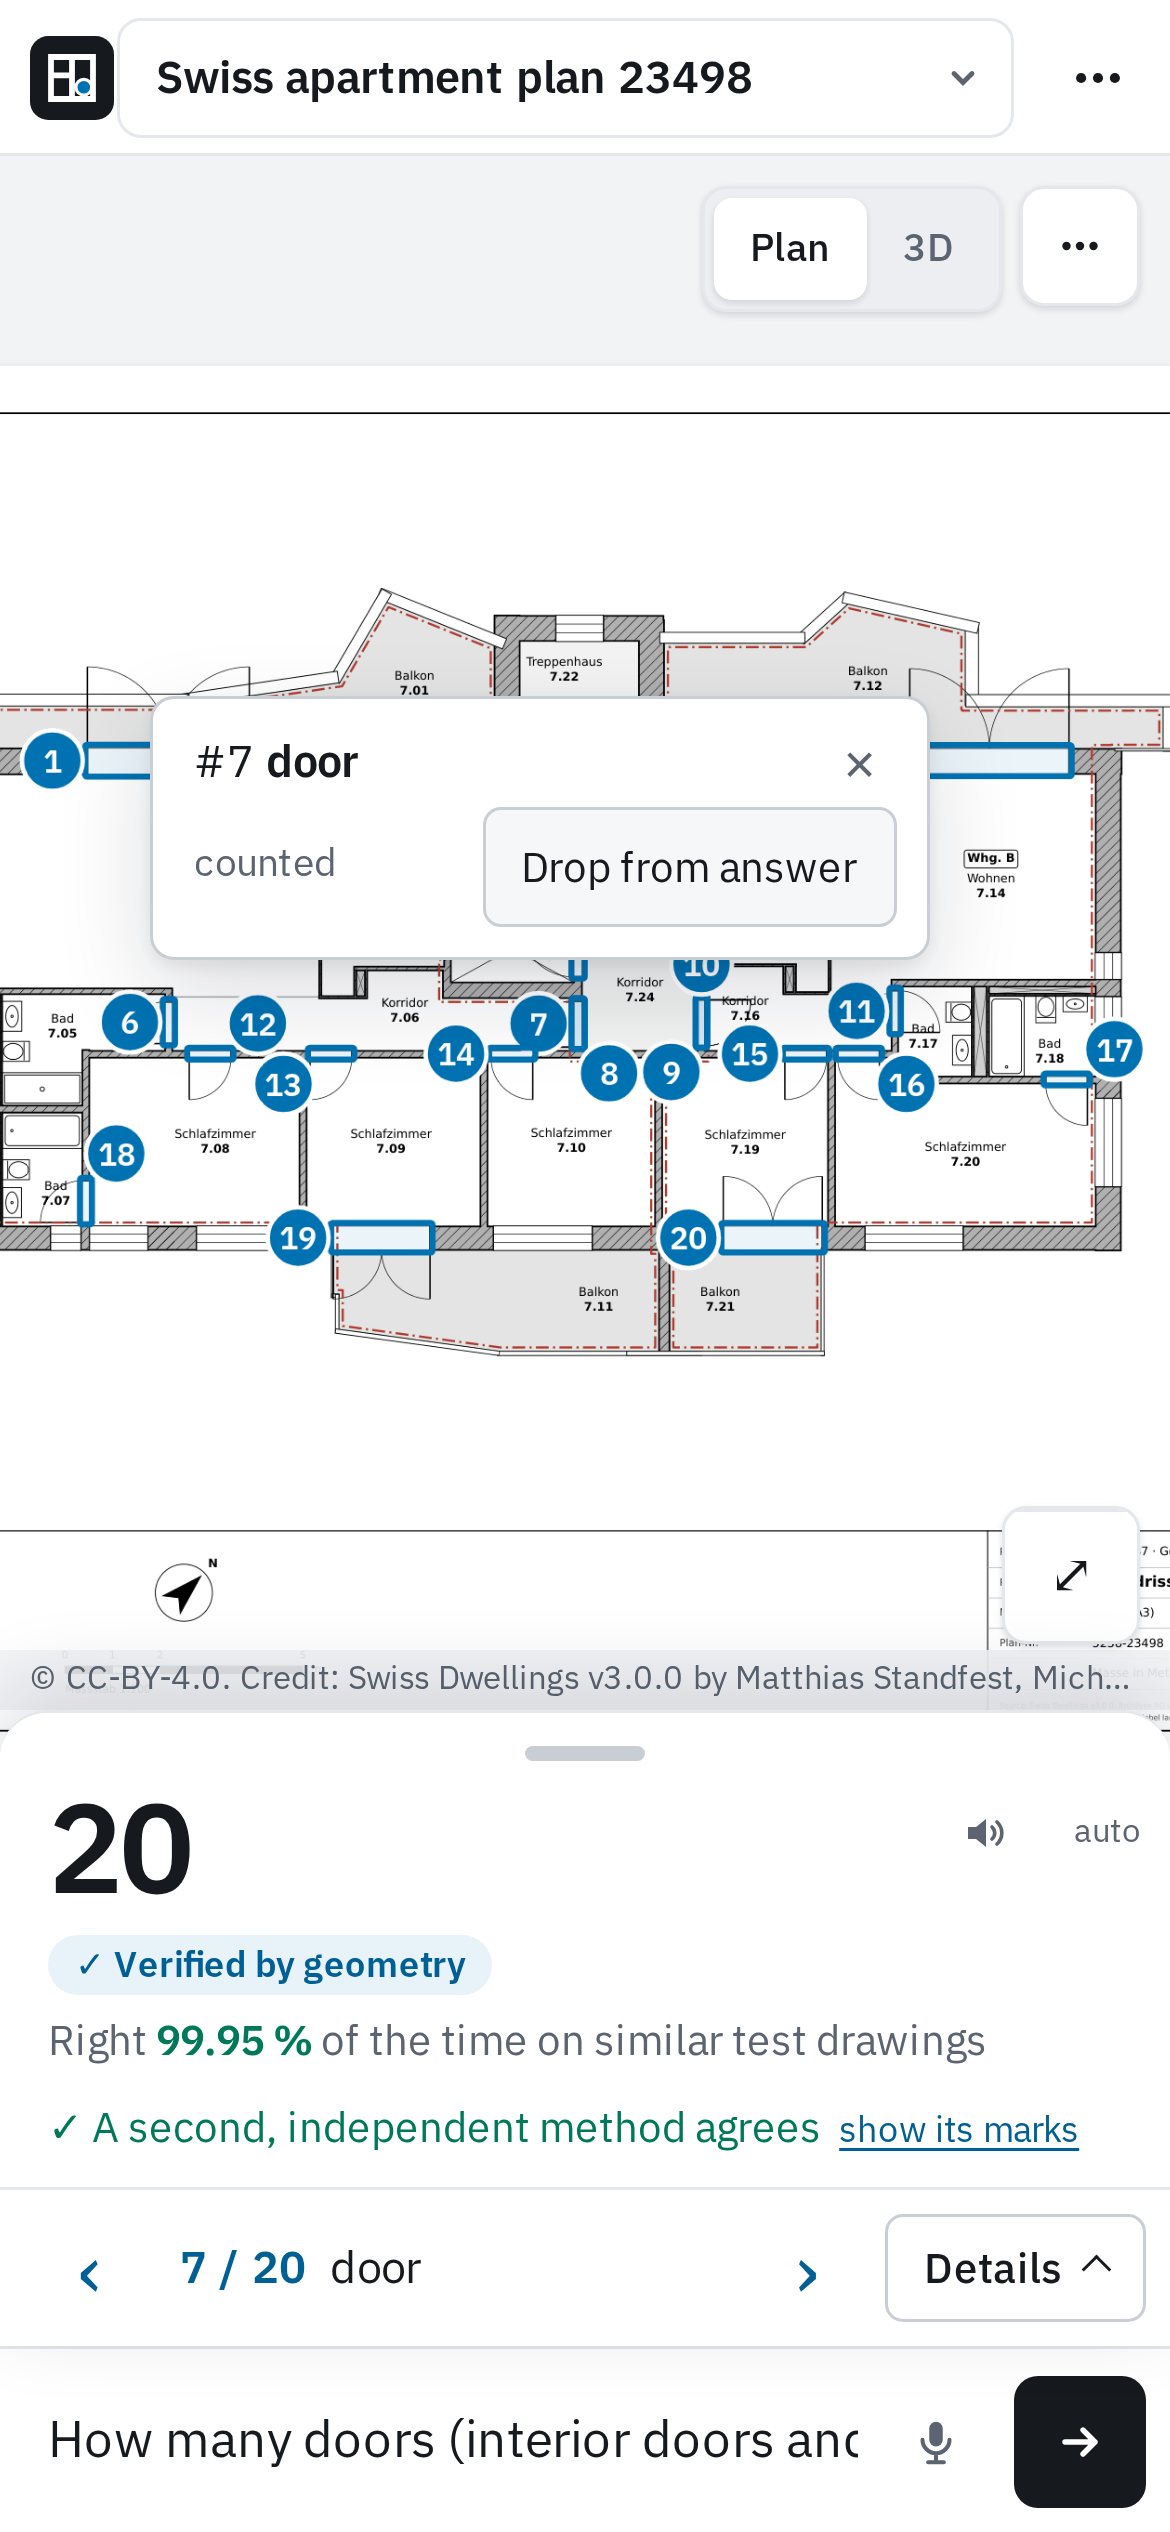 Swiss apartment plan 23498
Plan
3D
Balkon
7.01
Treppenhaus
7.22
Balkon
7.12
1
#7 door
counted
Drop from answer
Whg. B
Wohnen
7.14
10
Korridor
7.24
Korridor
7.06
Korridor
7.16
Bad
7.05
6
12
7
11
Bad
7.17
Bad
7.18
17
14
15
13
8
9
16
Schlafzimmer
7.08
Schlafzimmer
7.09
Schlafzimmer
7.10
Schlafzimmer
7.19
Schlafzimmer
7.20
18
Bad
7.07
19
20
Balkon
7.11
Balkon
7.21
N
© CC-BY-4.0. Credit: Swiss Dwellings v3.0.0 by Matthias Standfest, Mich...
20
auto
✓ Verified by geometry
Right 99.95 % of the time on similar test drawings
✓ A second, independent method agrees show its marks
7 / 20 door
Details
How many doors (interior doors and